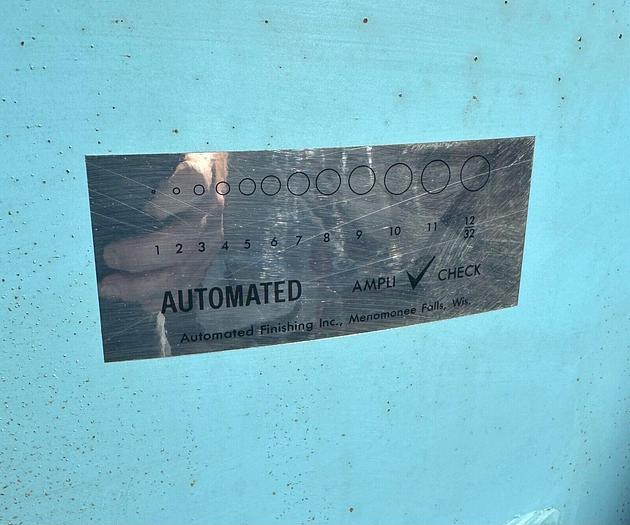 1 2 3 4 5 6 7 8 9 10 11 12
32
AUTOMATED AMPLI CHECK
Automated Finishing Inc., Menomonee Falls, Wis.